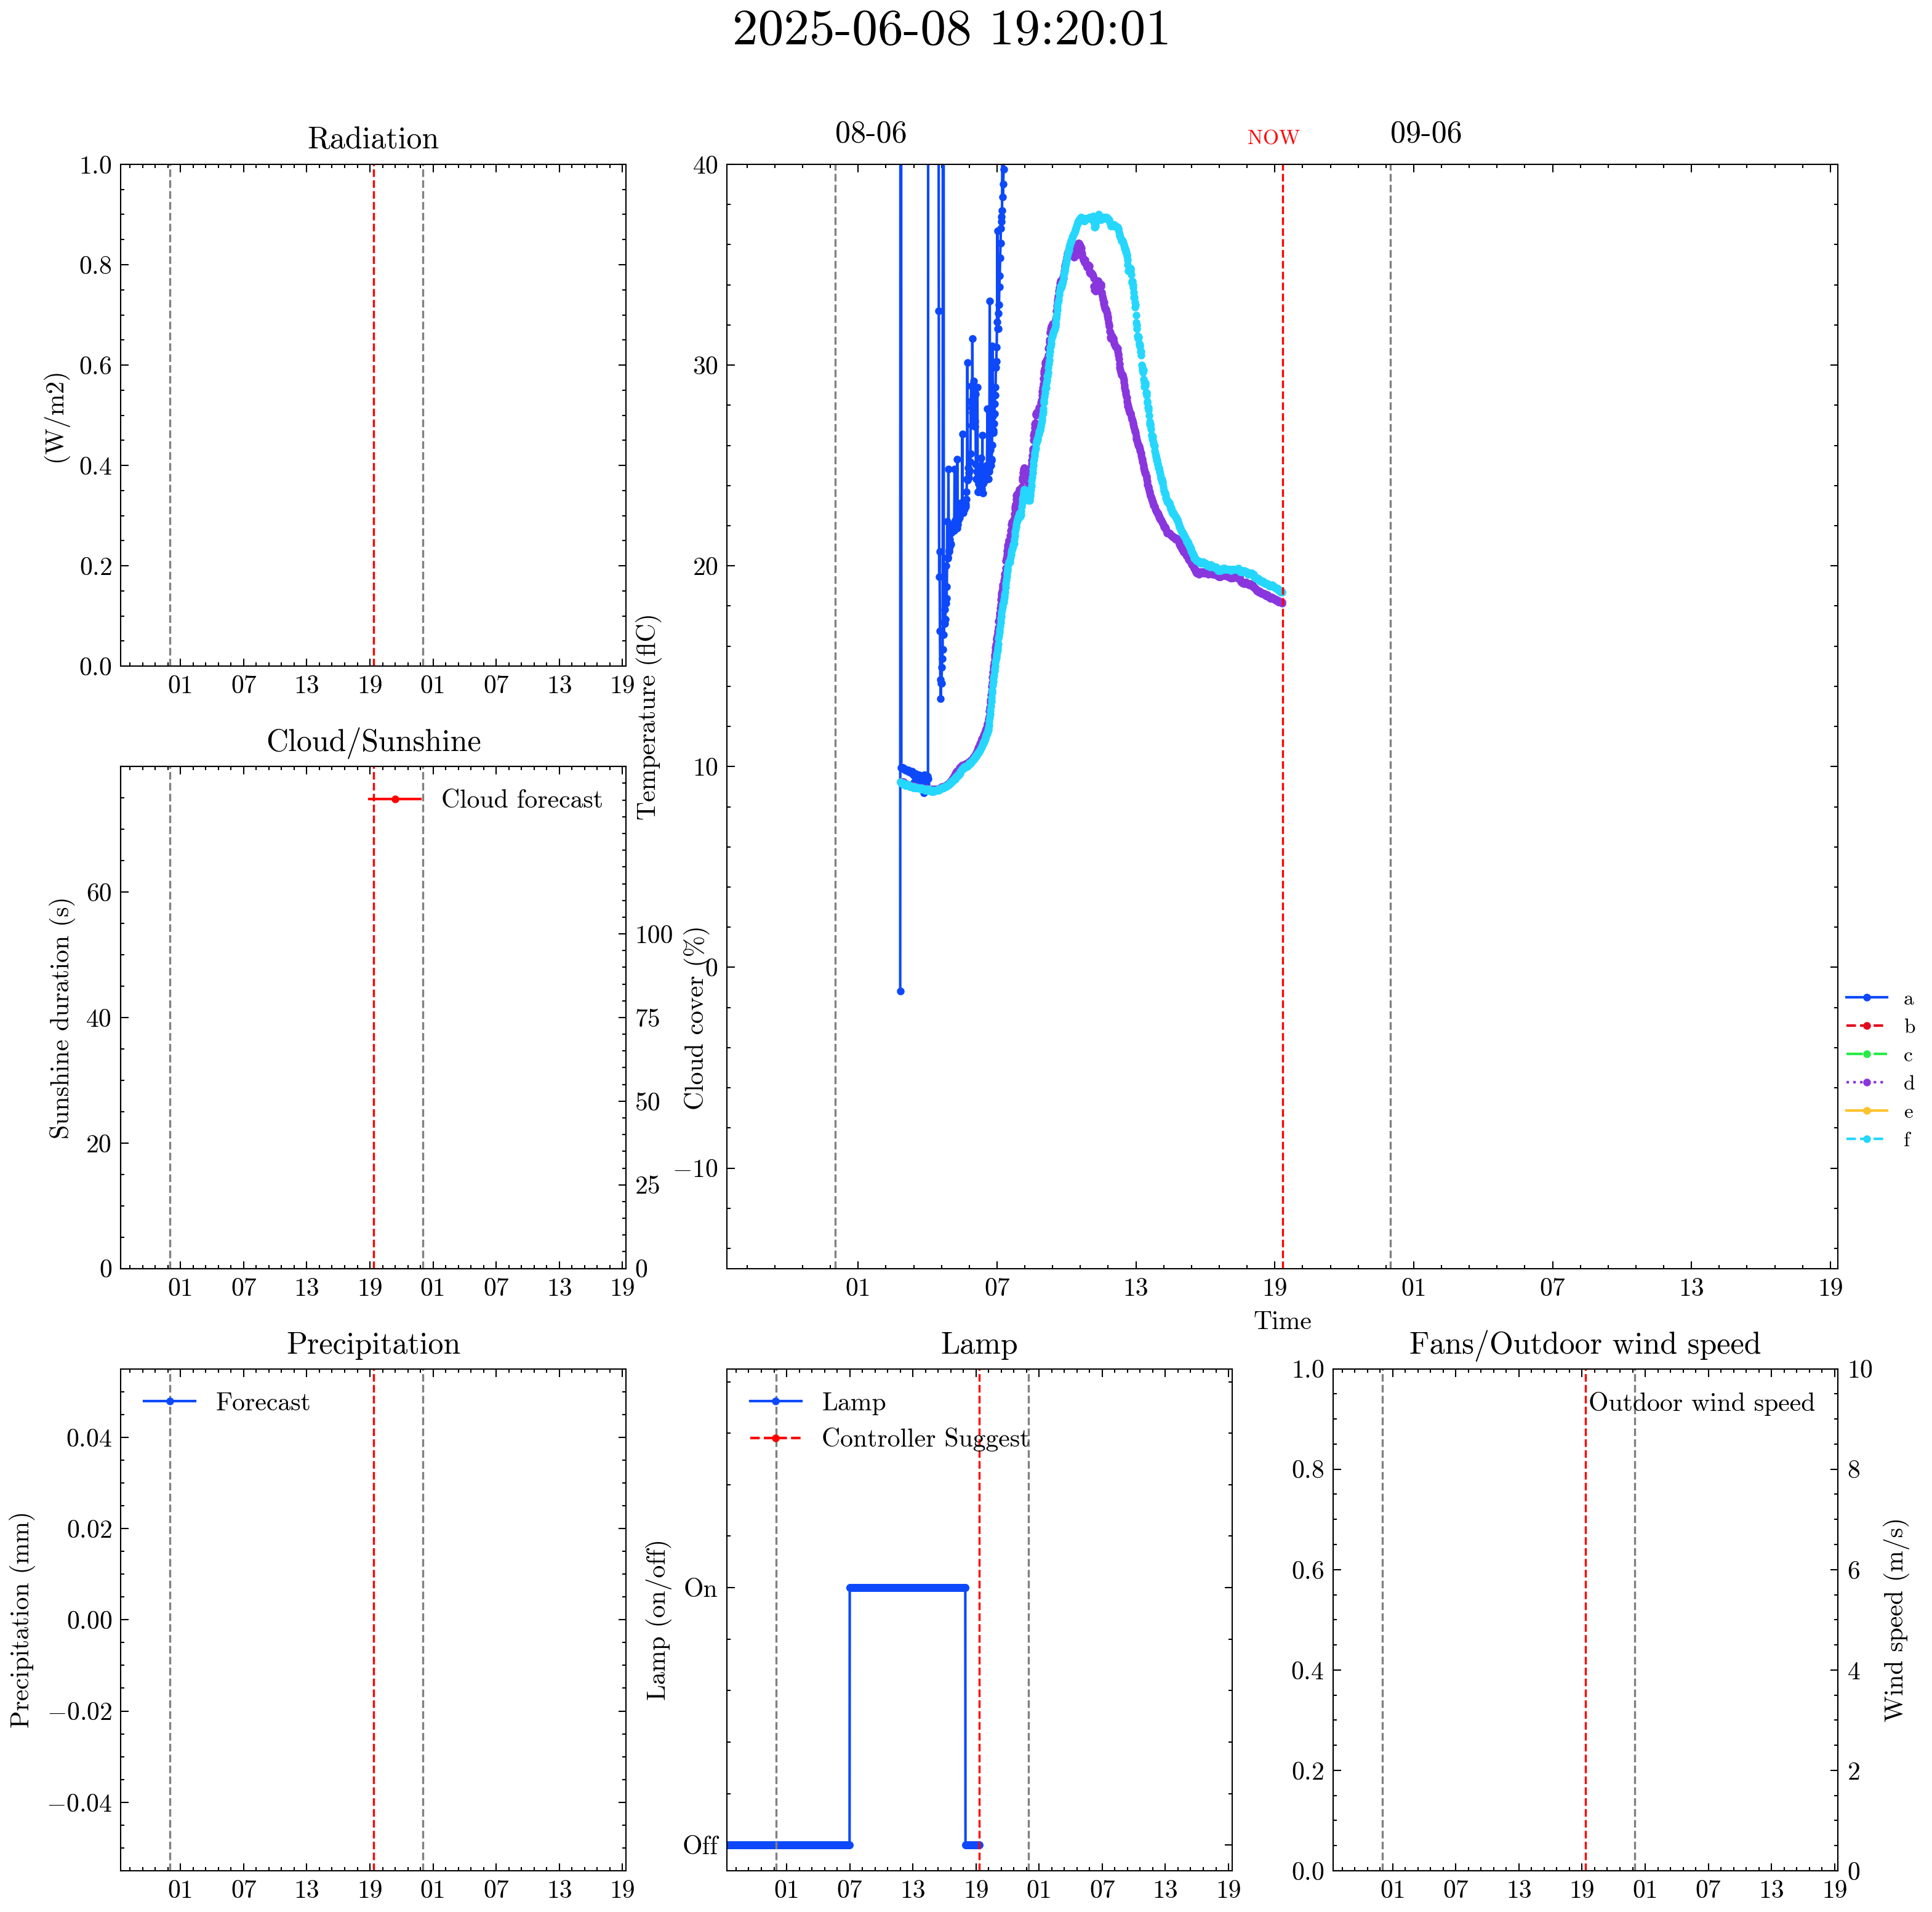 2025-06-08 19:20:01
Radiation
08-06
NOW
09-06
1.0
0.8
0.6
0.4
0.2
0.0
(W/m2)
01 07 13 19 01 07 13 19
Cloud/Sunshine
Cloud forecast
60
40
20
0
Sunshine duration (s)
100
75
50
25
0
Cloud cover (%)
01 07 13 19 01 07 13 19
Temperature (flC)
40
30
20
10
0
−10
01 07 13 19 01 07 13 19
Time
a
b
c
d
e
f
Precipitation
Forecast
0.04
0.02
0.00
−0.02
−0.04
Precipitation (mm)
01 07 13 19 01 07 13 19
Lamp
Lamp
Controller Suggest
On
Off
Lamp (on/off)
01 07 13 19 01 07 13 19
Fans/Outdoor wind speed
Outdoor wind speed
1.0
0.8
0.6
0.4
0.2
0.0
10
8
6
4
2
0
Wind speed (m/s)
01 07 13 19 01 07 13 19